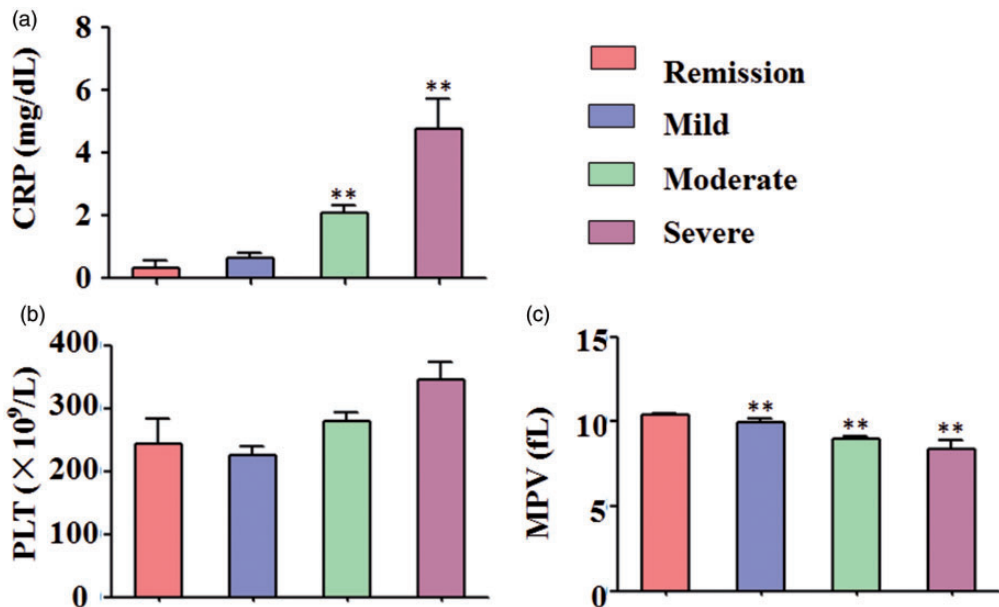 (a)
CRP (mg/dL)
8
6
4
2
0
**
**
Remission
Mild
Moderate
Severe
(b)
PLT (×10⁹/L)
400
300
200
100
0
(c)
MPV (fL)
15
10
5
0
**
**
**